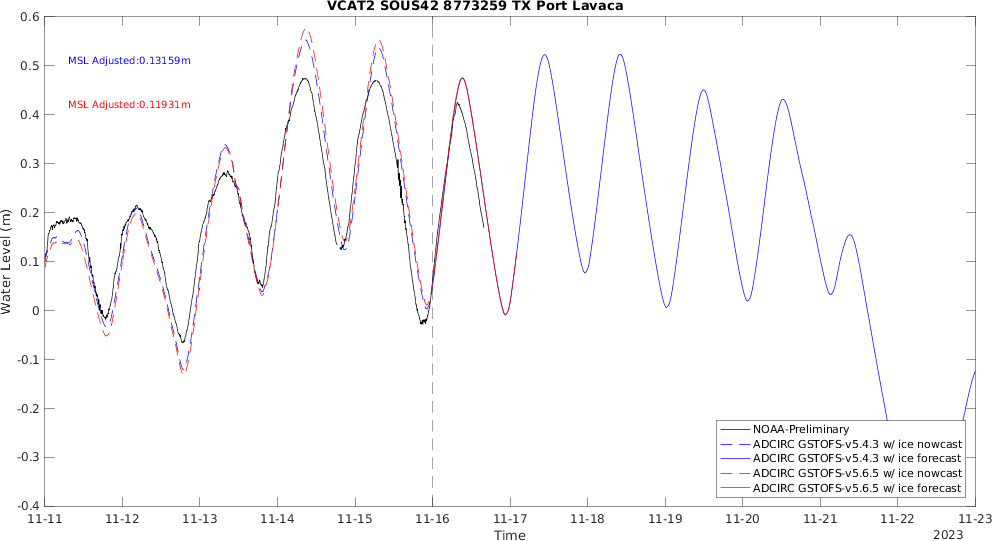 VCAT2 SOUS42 8773259 TX Port Lavaca
MSL Adjusted:0.13159m
MSL Adjusted:0.11931m
Water Level (m)
0.6
0.5
0.4
0.3
0.2
0.1
0
-0.1
-0.2
-0.3
-0.4
NOAA-Preliminary
ADCIRC GSTOFS-v5.4.3 w/ ice nowcast
ADCIRC GSTOFS-v5.4.3 w/ ice forecast
ADCIRC GSTOFS-v5.6.5 w/ ice nowcast
ADCIRC GSTOFS-v5.6.5 w/ ice forecast
11-11 11-12 11-13 11-14 11-15 11-16 11-17 11-18 11-19 11-20 11-21 11-22 11-23
Time
2023